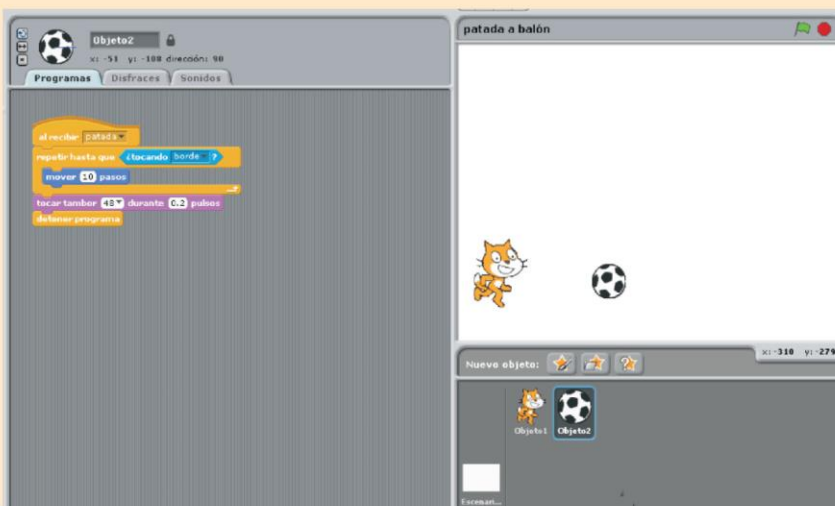 Objeto2
x: -51 y: -108 dirección: 90
Programas Disfraces Sonidos
al recibir patada
repetir hasta que ¿tocando borde ?
mover 10 pasos
tocar tambor 48 durante 0.2 pulsos
detener programa
patada a balón
x: -310 y: -279
Nuevo objeto:
Objeto1 Objeto2
Escenari...